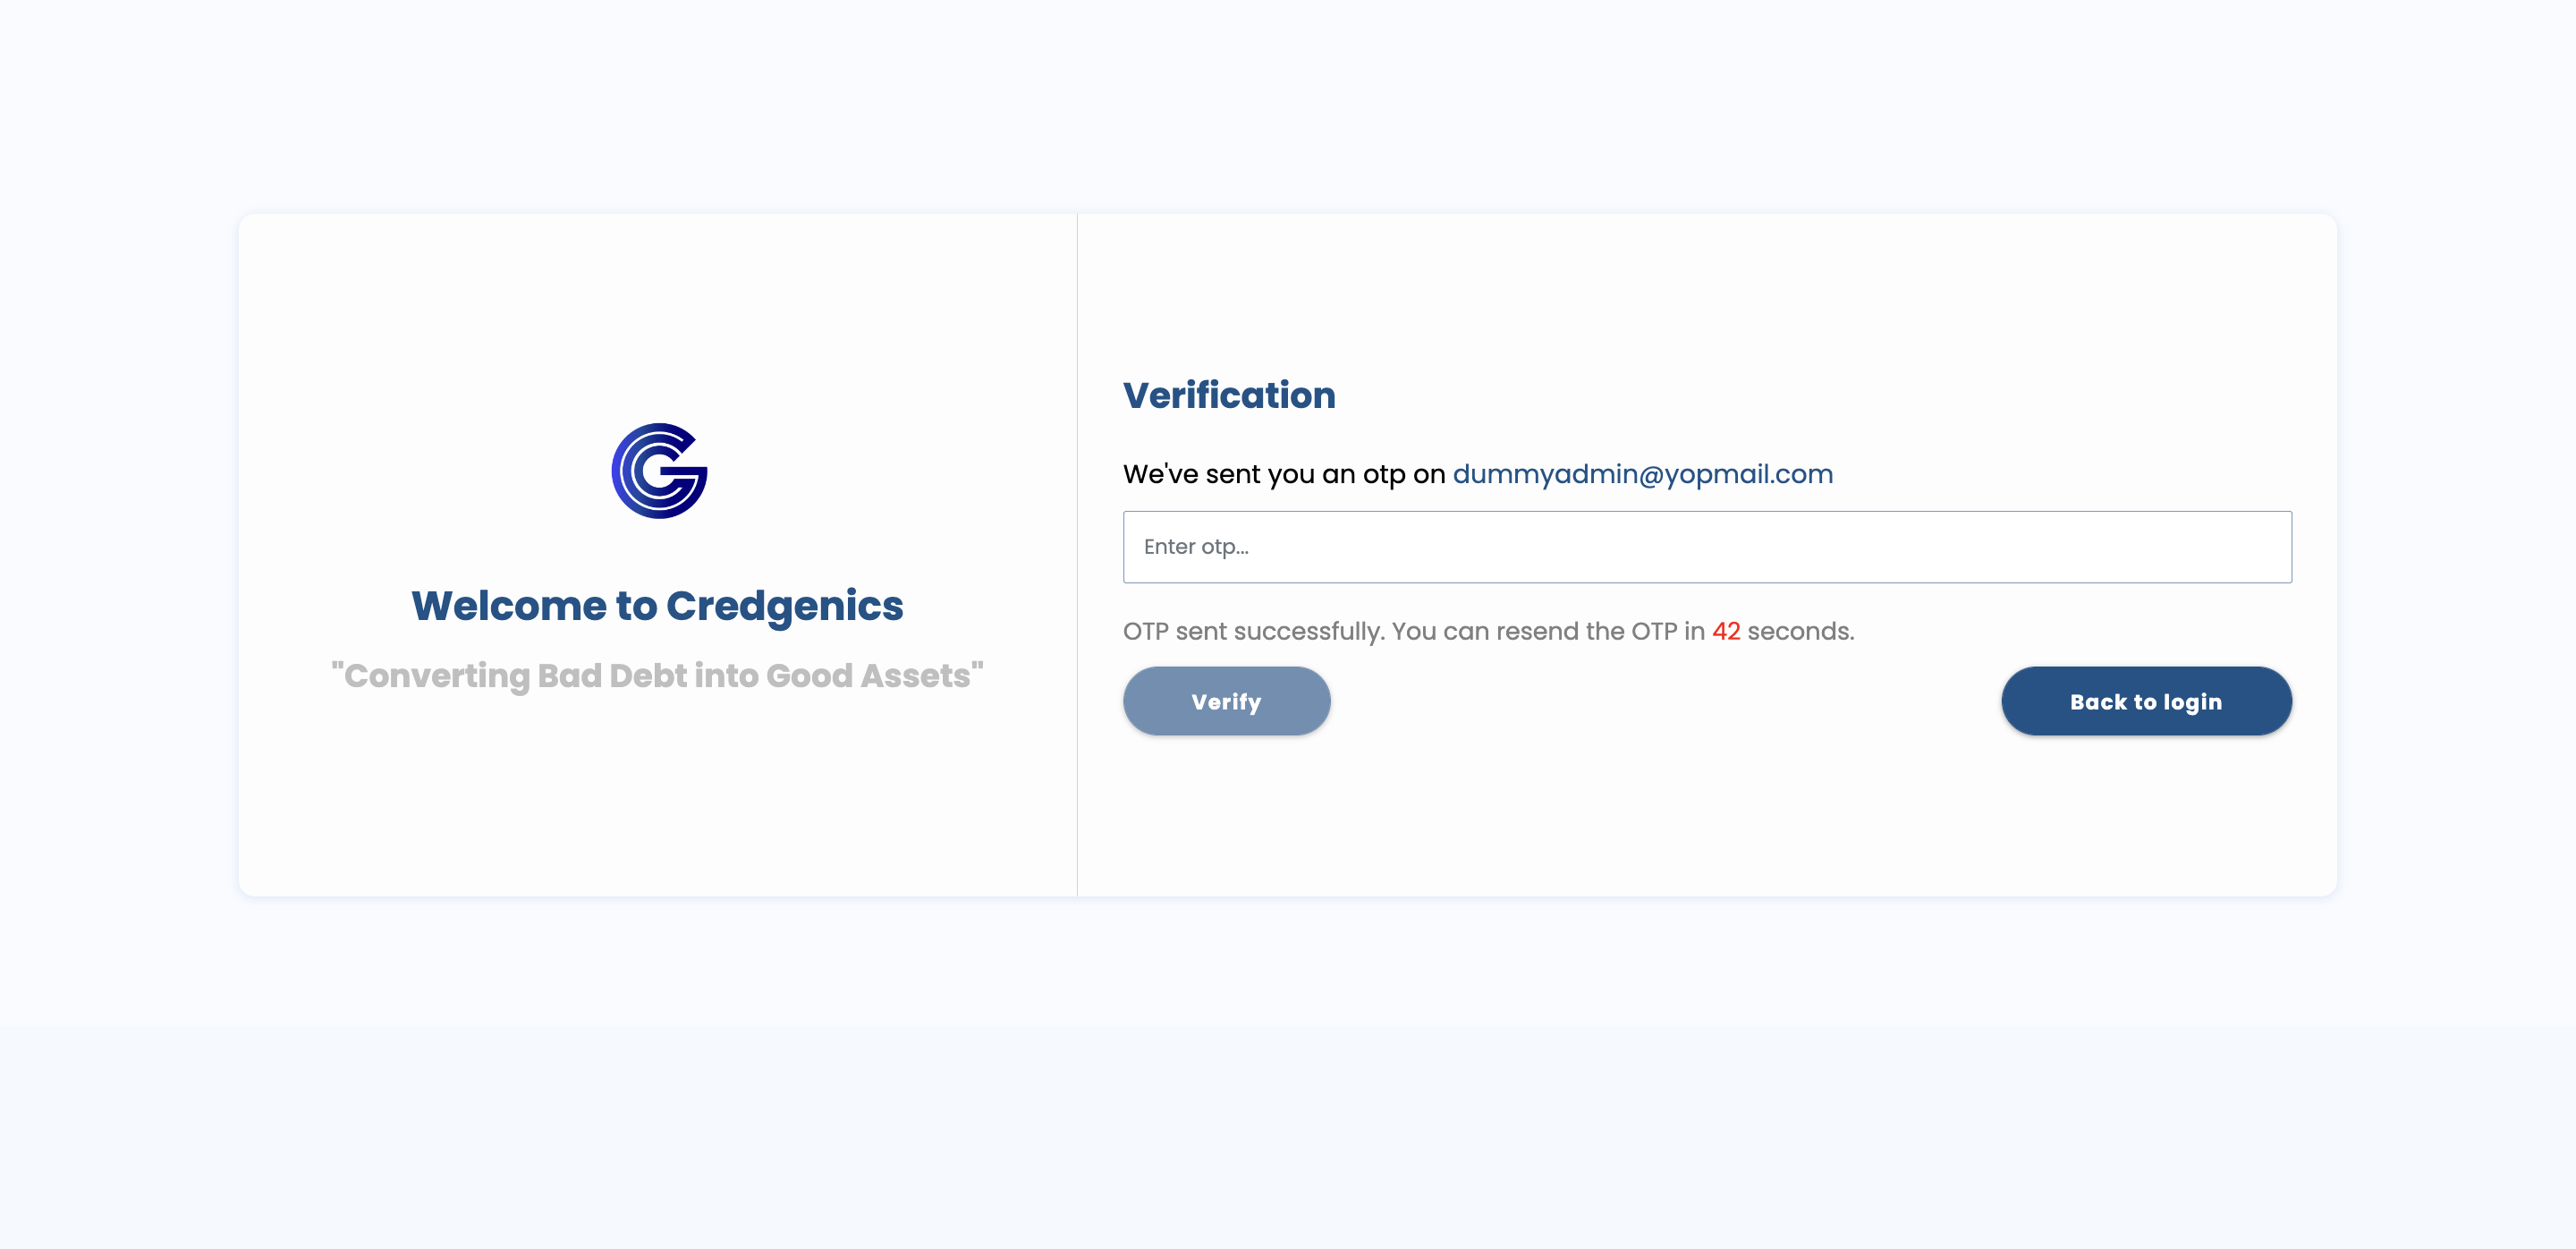 Welcome to Credgenics
"Converting Bad Debt into Good Assets"
Verification
We've sent you an otp on dummyadmin@yopmail.com
Enter otp...
OTP sent successfully. You can resend the OTP in 42 seconds.
Verify
Back to login